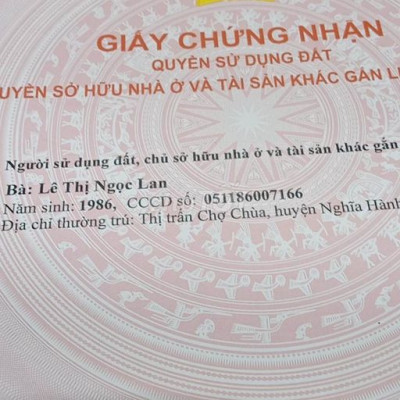 GIẤY CHỨNG NHẬN
QUYỀN SỬ DỤNG ĐẤT
UYỀN SỞ HỮU NHÀ Ở VÀ TÀI SẢN KHÁC GẮN LI
Người sử dụng đất, chủ sở hữu nhà ở và tài sản khác gắn
Bà: Lê Thị Ngọc Lan
Năm sinh: 1986, CCCD số: 051186007166
Địa chỉ thường trú: Thị trấn Chợ Chùa, huyện Nghĩa Hành